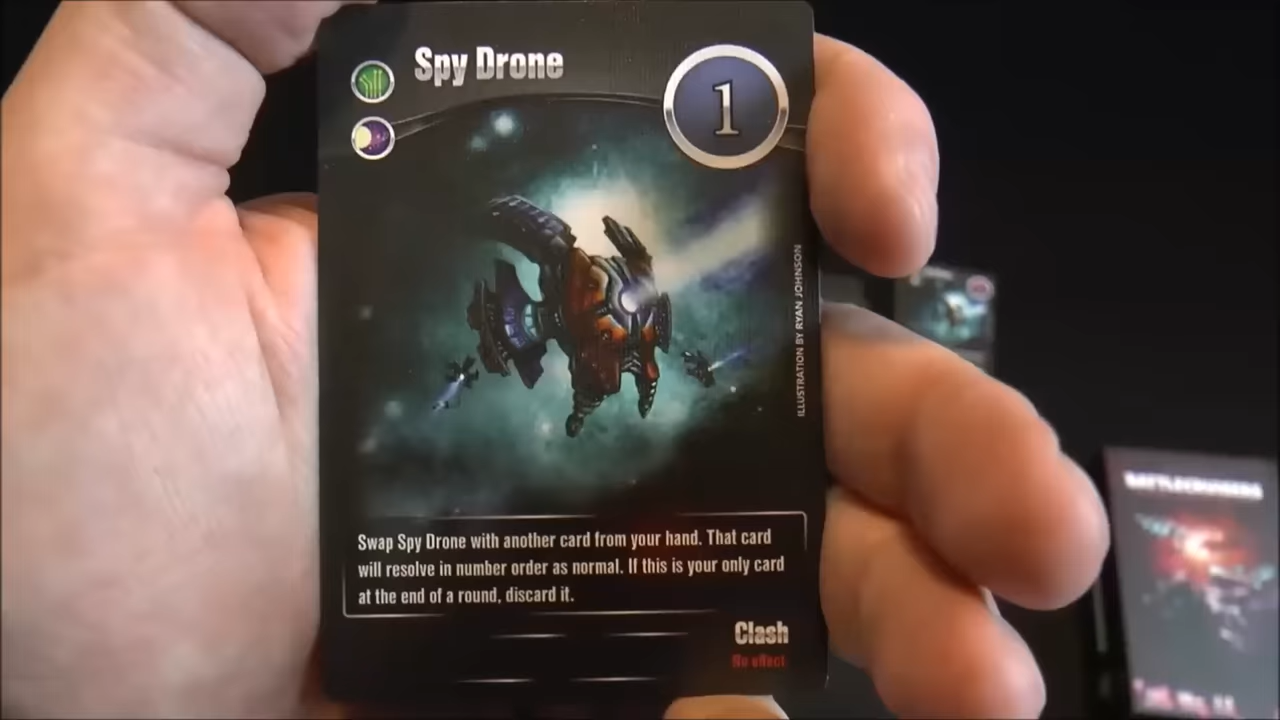 Spy Drone
1
ILLUSTRATION BY RYAN JOHNSON
Swap Spy Drone with another card from your hand. That card
will resolve in number order as normal. If this is your only card
at the end of a round, discard it.
Clash
No effect
BATTLECRUISERS